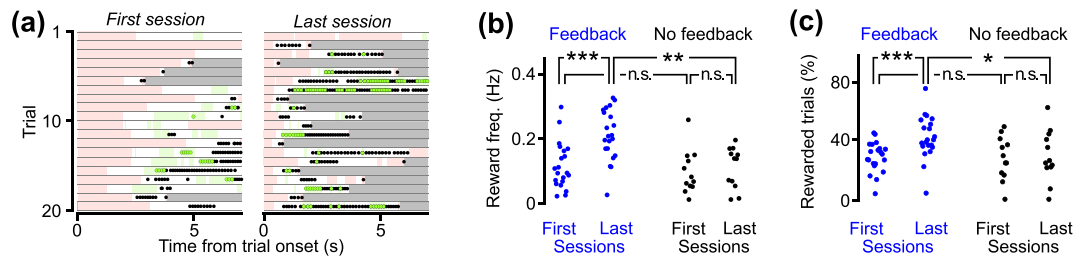 (a)
First session
Last session
1
10
20
Trial
5
5
Time from trial onset (s)
(b)
Feedback
No feedback
***
**
n.s.
n.s.
0.4
0.2
0
Reward freq. (Hz)
First
Last
First
Last
Sessions
Sessions
(c)
Feedback
No feedback
***
*
n.s.
n.s.
80
40
0
Rewarded trials (%)
First
Last
First
Last
Sessions
Sessions